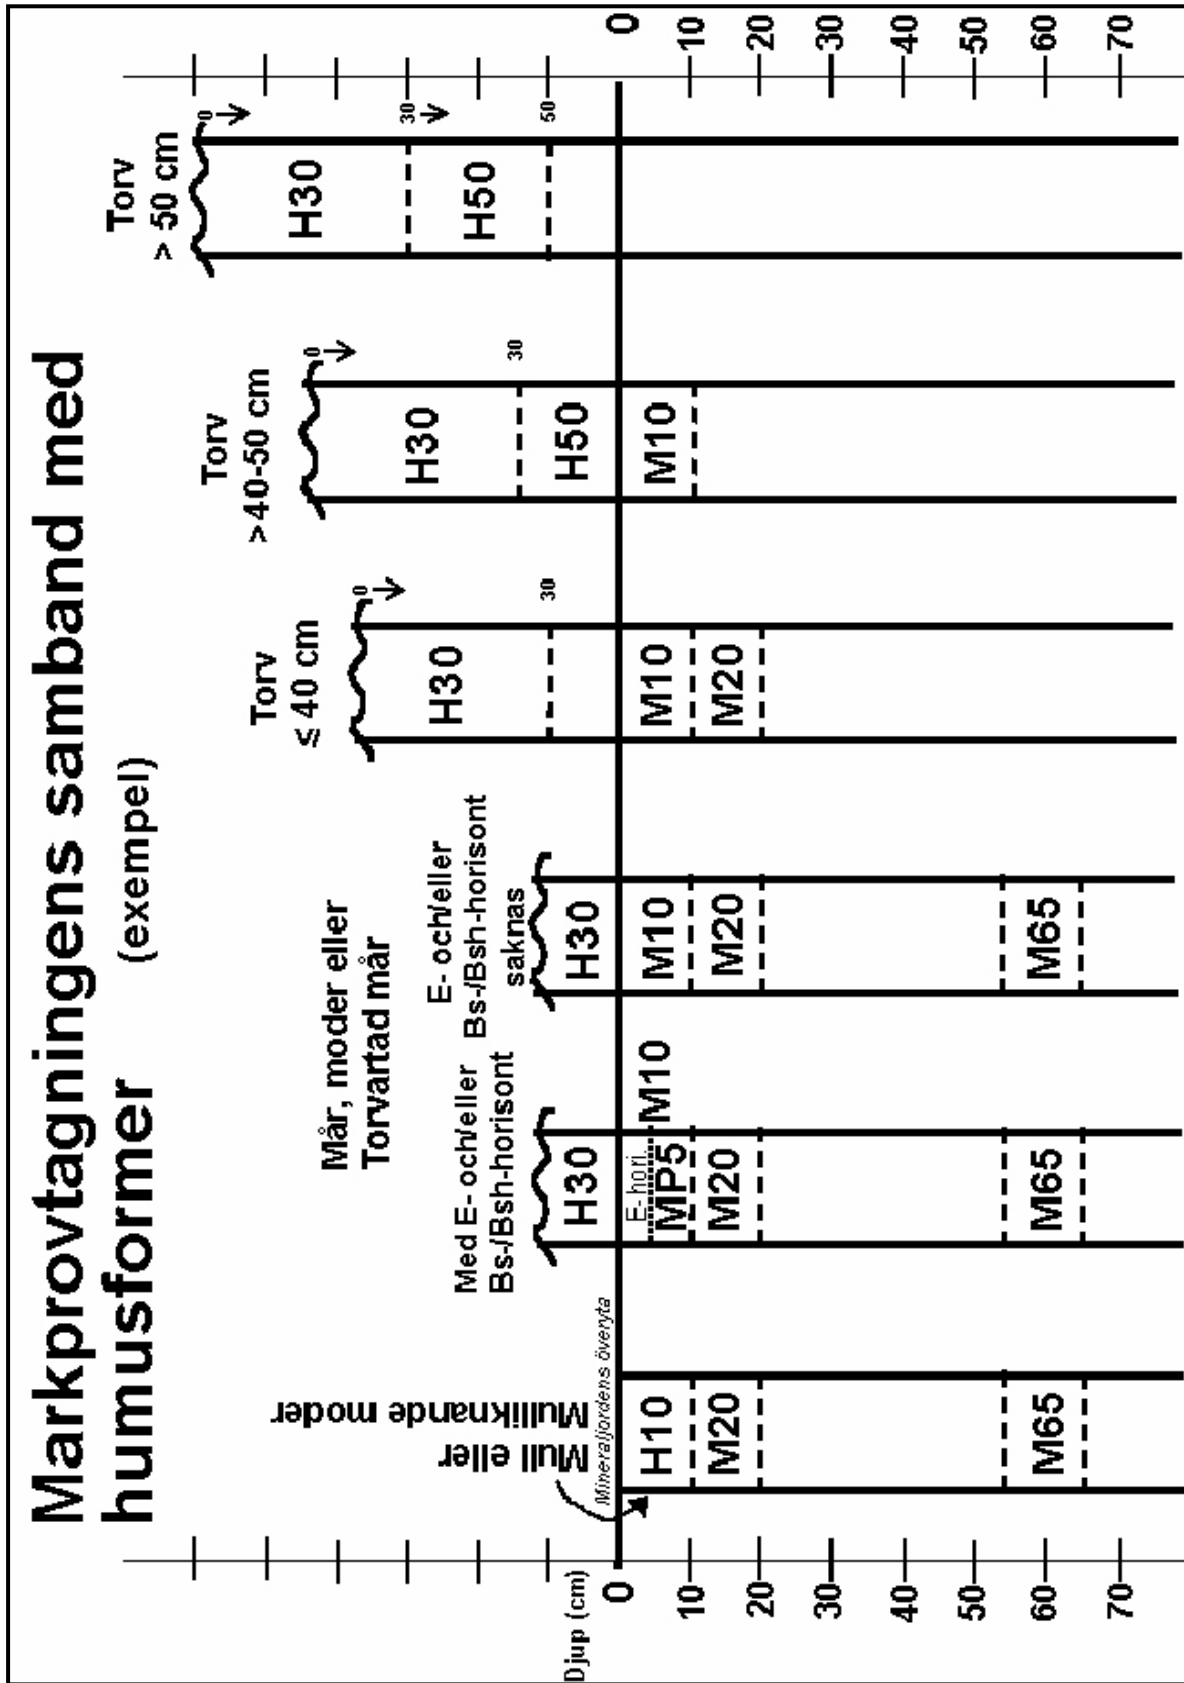 Markprovtagningens samband med
humusformer (exempel)
Torv
> 50 cm
Torv
>40-50 cm
Torv
≤ 40 cm
Mår, moder eller
Torvartad mår
Med E- och/eller
Bs-/Bsh-horisont
E- och/eller
Bs-/Bsh-horisont
saknas
Mull eller
Mulliknande moder
Mineraljordens överyta
Djup (cm)
0
10
20
30
40
50
60
70
H10
M20
M65
H30
E- hori.
MP5
M10
M20
M65
H30
M10
M20
M65
0
H30
30
M10
M20
0
H30
30
H50
M10
0
H30
30
H50
50
0
10
20
30
40
50
60
70